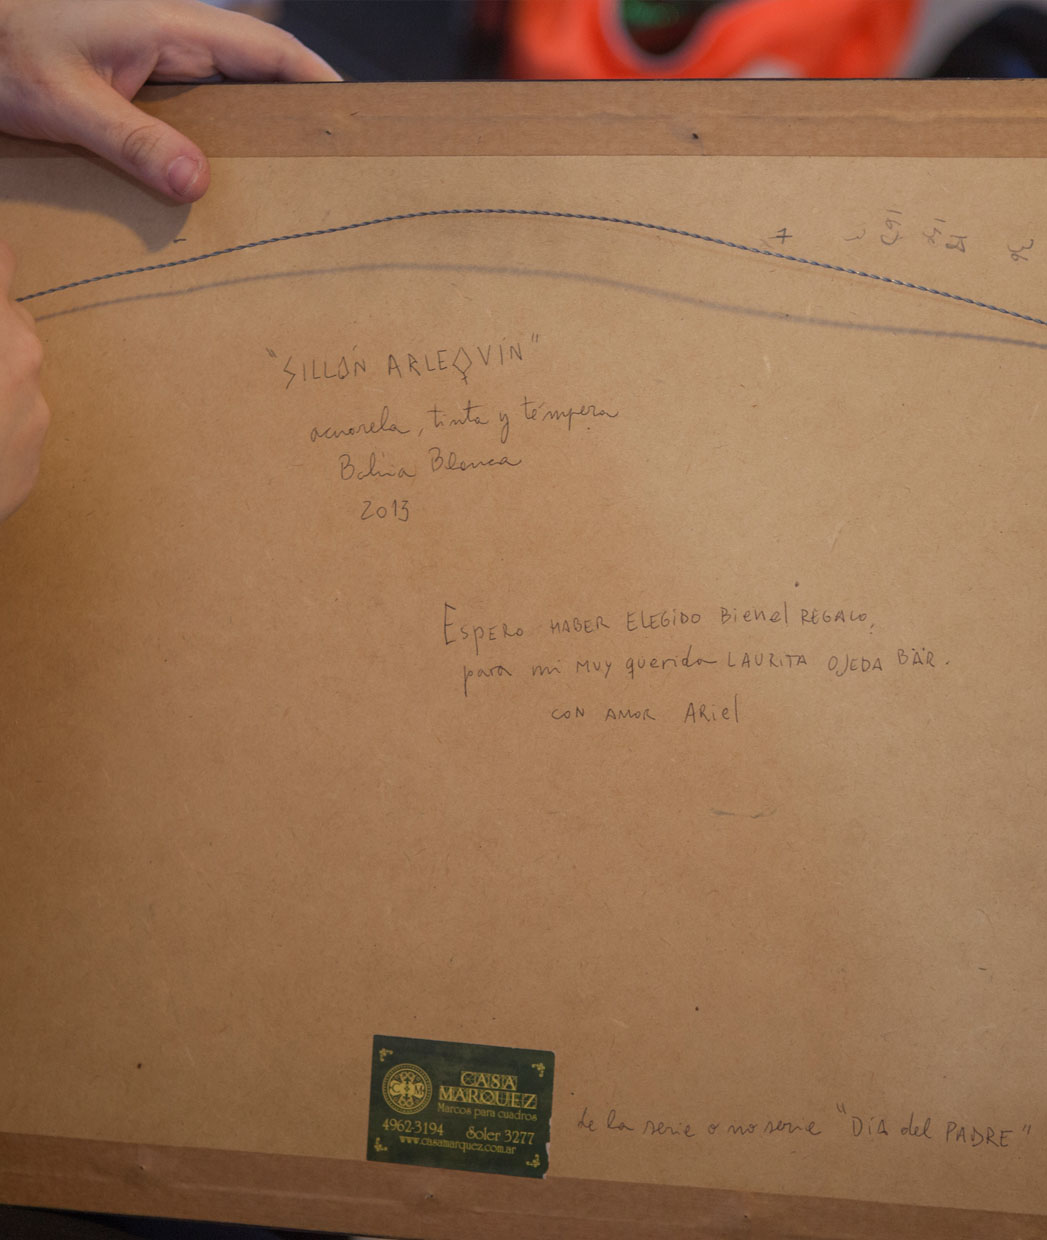 "SILLÓN ARLEQVÍN"
acuarela, tinta y témpera
Bahía Blanca
2013
ESPERO HABER ELEGIDO Bien el REGALO,
para mi MUY querida LAURITA OJEDA BÄR.
CON AMOR ARiel
CASA
MARQUEZ
Marcos para cuadros
4962-3194 Soler 3277
www.casamarquez.com.ar
de la serie o no serie "DÍA del PADRE"